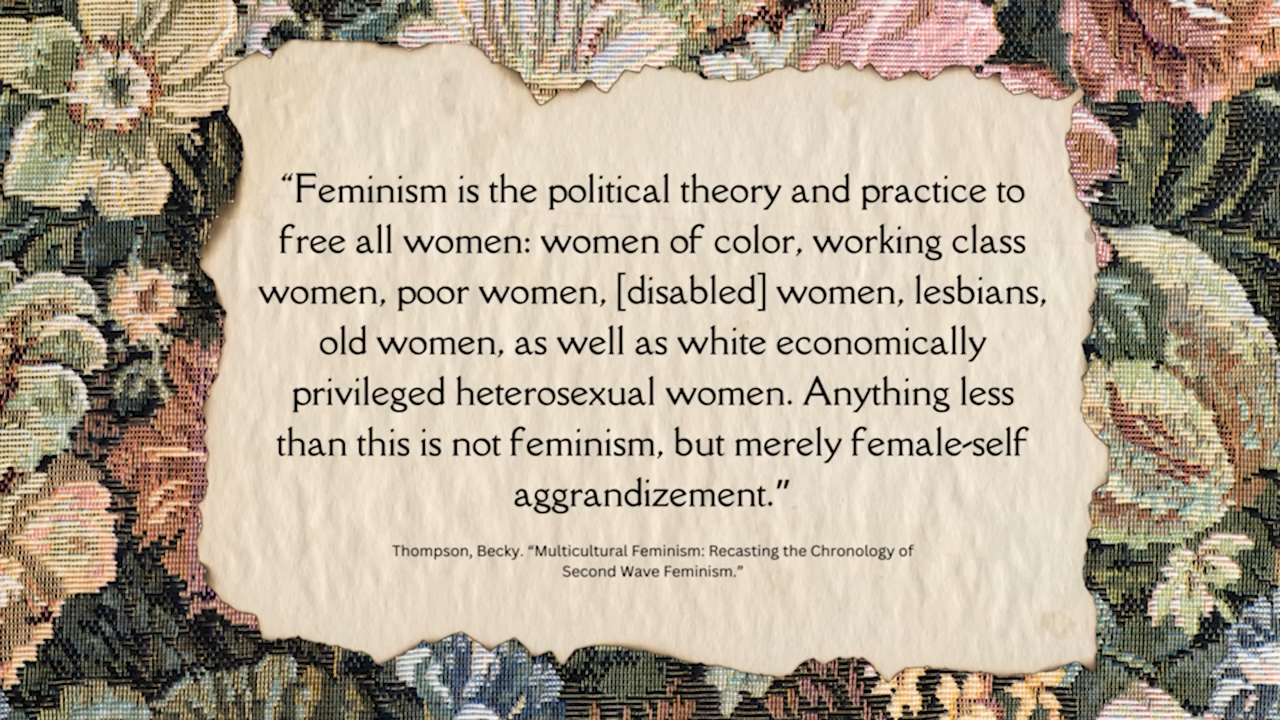 “Feminism is the political theory and practice to
free all women: women of color, working class
women, poor women, [disabled] women, lesbians,
old women, as well as white economically
privileged heterosexual women. Anything less
than this is not feminism, but merely female-self
aggrandizement.”
Thompson, Becky. “Multicultural Feminism: Recasting the Chronology of
Second Wave Feminism.”